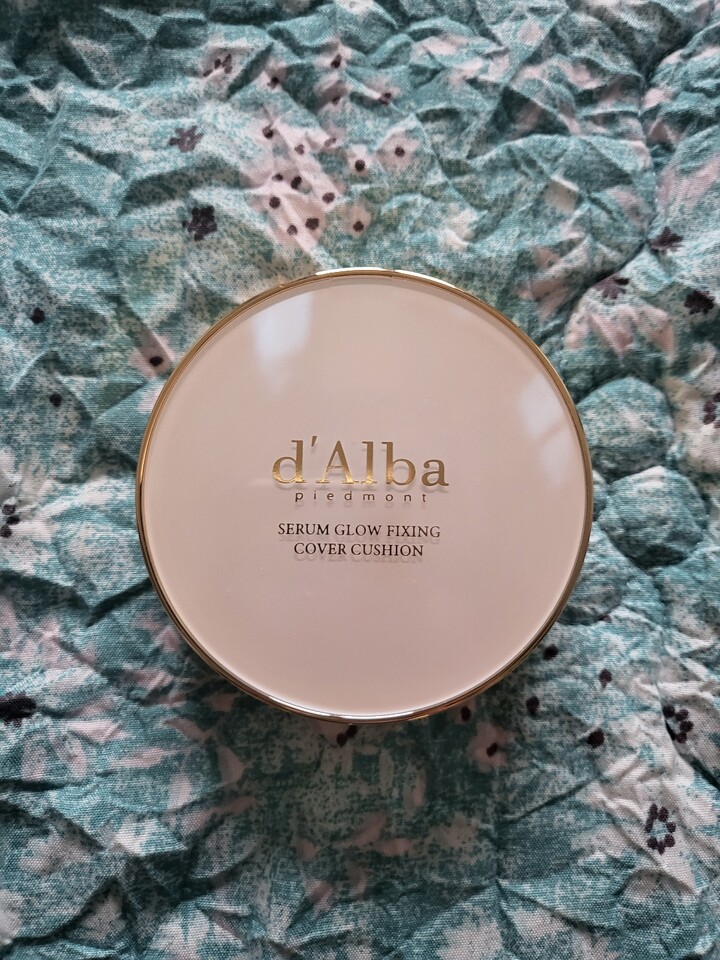 d'Alba
piedmont
SERUM GLOW FIXING
COVER CUSHION